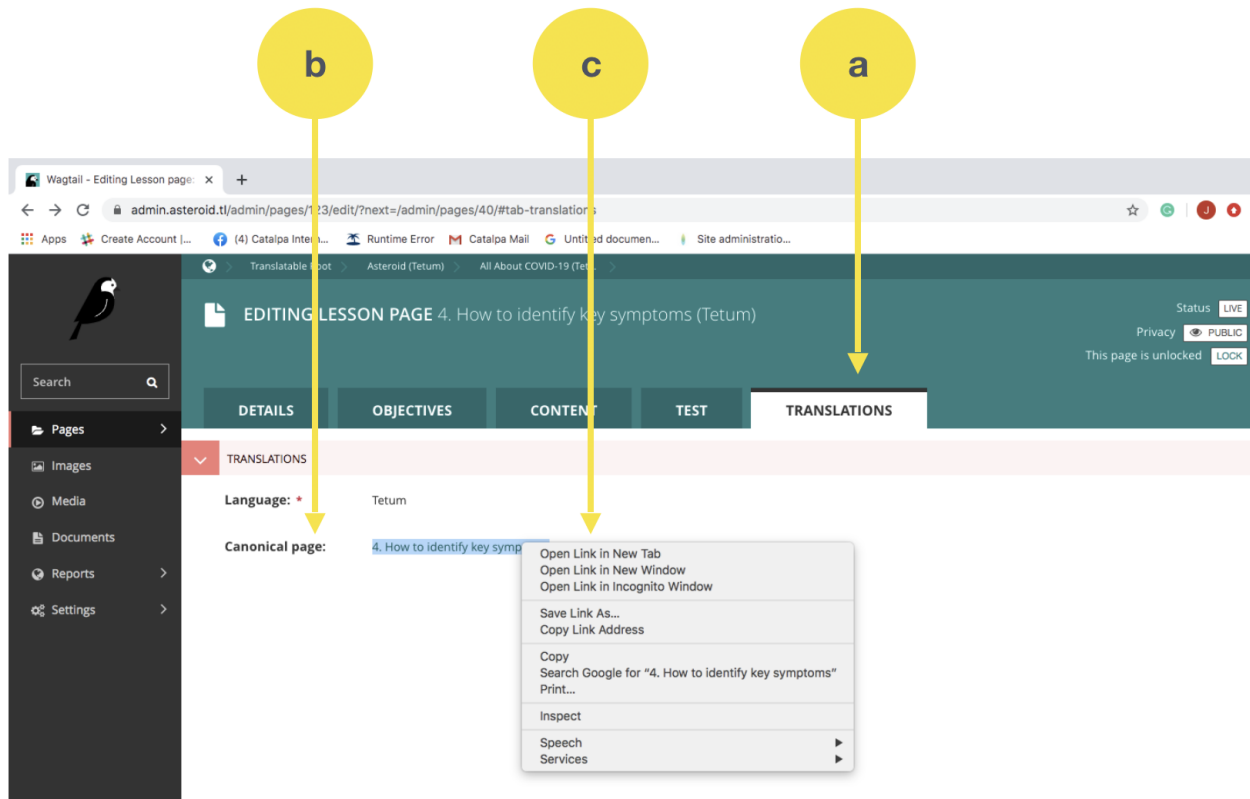 b c a
Wagtail - Editing Lesson page:
admin.asteroid.tl/admin/pages/123/edit/?next=/admin/pages/40/#tab-translations
Apps Create Account |... (4) Catalpa Intern... Runtime Error Catalpa Mail Untitled documen... Site administratio... J
Translatable Root Asteroid (Tetum) All About COVID-19 (Tet...
EDITING LESSON PAGE 4. How to identify key symptoms (Tetum)
Status LIVE
Privacy PUBLIC
This page is unlocked LOCK
Search
DETAILS OBJECTIVES CONTENT TEST TRANSLATIONS
Pages
Images
Media
Documents
Reports
Settings
TRANSLATIONS
Language: * Tetum
Canonical page: 4. How to identify key symp
Open Link in New Tab
Open Link in New Window
Open Link in Incognito Window
Save Link As...
Copy Link Address
Copy
Search Google for “4. How to identify key symptoms”
Print...
Inspect
Speech
Services